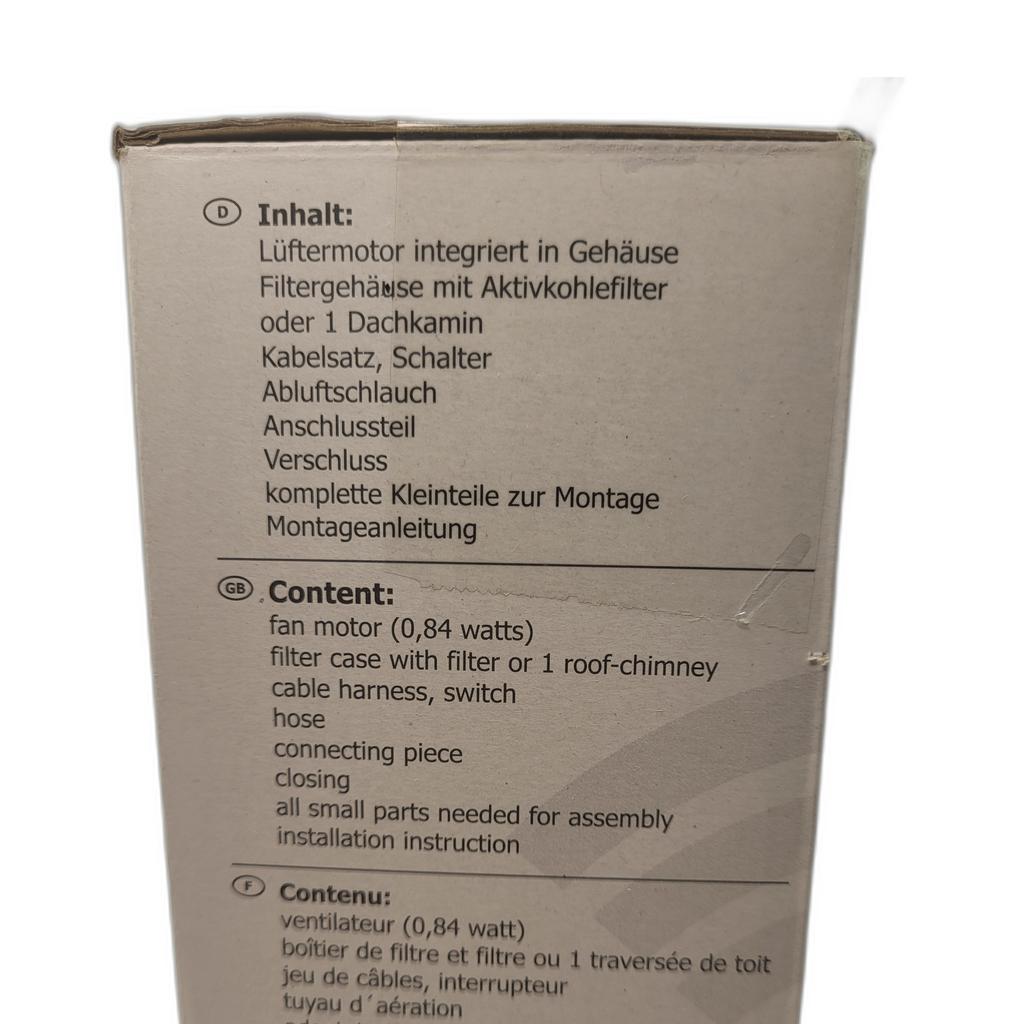 D Inhalt:
Lüftermotor integriert in Gehäuse
Filtergehäuse mit Aktivkohlefilter
oder 1 Dachkamin
Kabelsatz, Schalter
Abluftschlauch
Anschlussteil
Verschluss
komplette Kleinteile zur Montage
Montageanleitung
GB Content:
fan motor (0,84 watts)
filter case with filter or 1 roof-chimney
cable harness, switch
hose
connecting piece
closing
all small parts needed for assembly
installation instruction
F Contenu:
ventilateur (0,84 watt)
boîtier de filtre et filtre ou 1 traversée de toit
jeu de câbles, interrupteur
tuyau d´aération